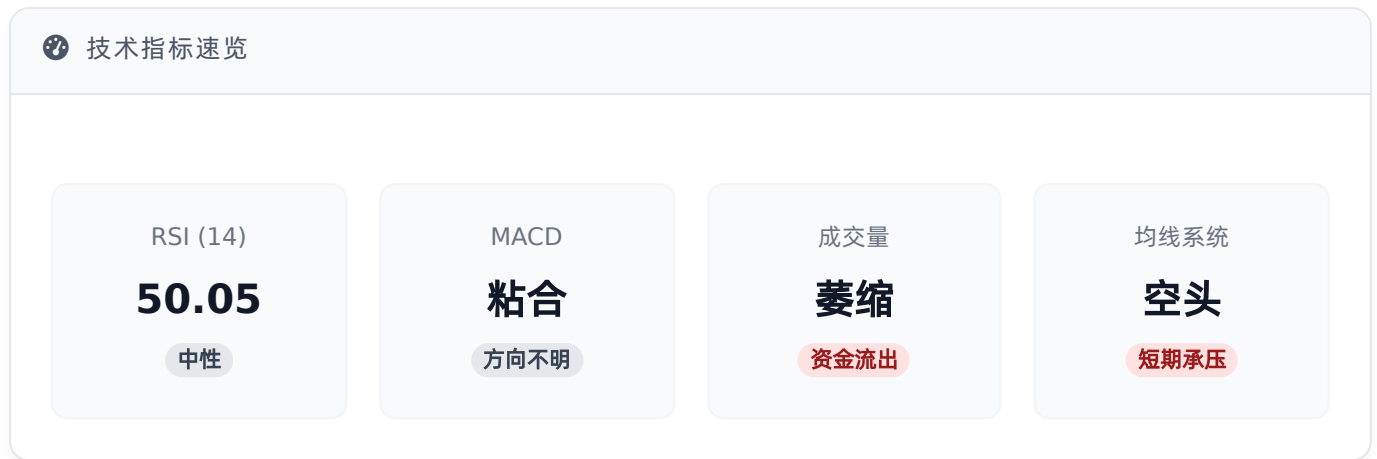 技术指标速览
RSI (14)
50.05
中性
MACD
粘合
方向不明
成交量
萎缩
资金流出
均线系统
空头
短期承压